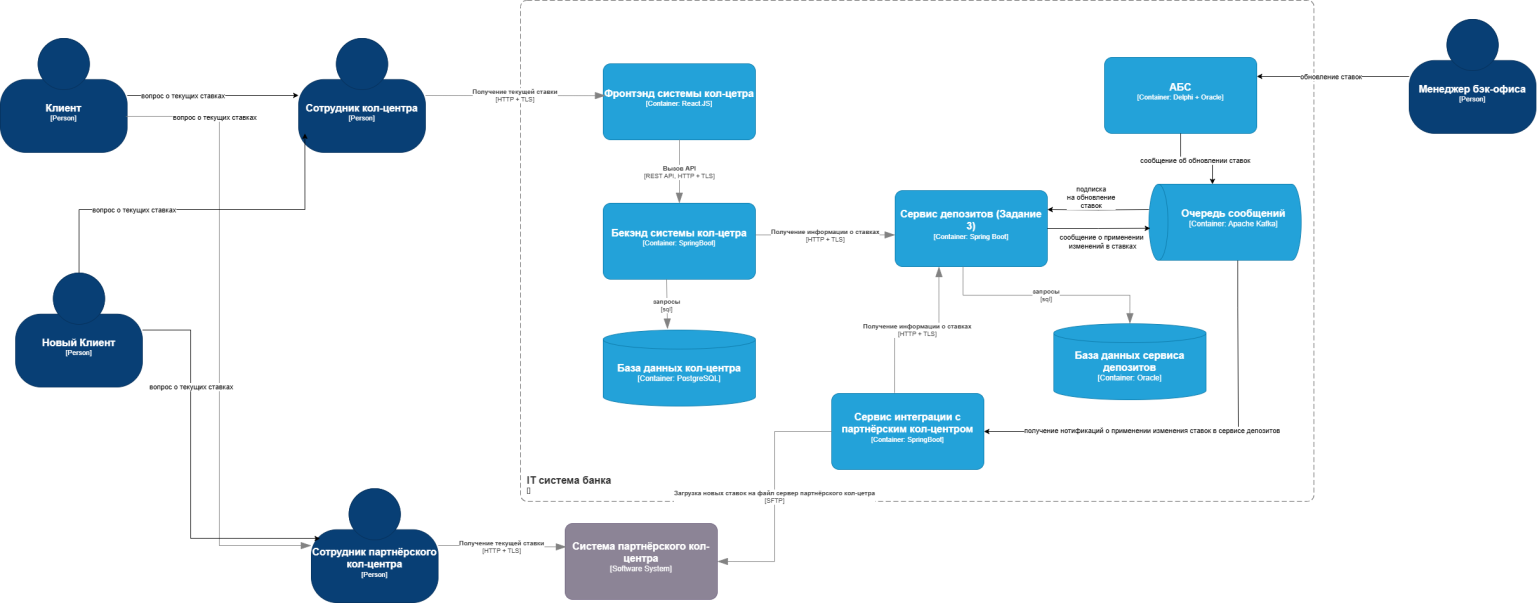 Клиент
[Person]
вопрос о текущих ставках
вопрос о текущих ставках
Сотрудник кол-центра
[Person]
Получение текущей ставки
[HTTP + TLS]
Фронтэнд системы кол-цетра
[Container: ReactJS]
АБС
[Container: Delphi + Oracle]
обновление ставок
Менеджер бэк-офиса
[Person]
Вызов API
[REST API, HTTP + TLS]
сообщение об обновлении ставок
вопрос о текущих ставках
Бекэнд системы кол-цетра
[Container: SpringBoot]
Получение информации о ставках
[HTTP + TLS]
Сервис депозитов (Задание
3)
[Container: Spring Boot]
подписка
на обновление
ставок
сообщение о применении
изменений в ставках
Очередь сообщений
[Container: Apache Kafka]
запросы
[sql]
запросы
[sql]
Новый Клиент
[Person]
Получение информации о ставках
[HTTP + TLS]
База данных кол-центра
[Container: PostgreSQL]
База данных сервиса
депозитов
[Container: Oracle]
вопрос о текущих ставках
Сервис интеграции с
партнёрским кол-центром
[Container: SpringBoot]
получение нотификаций о применении изменения ставок в сервисе депозитов
IT система банка
[]
Загрузка новых ставок на файл сервер партнёрского кол-цетра
[SFTP]
Сотрудник партнёрского
кол-центра
[Person]
Получение текущей ставки
[HTTP + TLS]
Система партнёрского кол-
центра
[Software System]